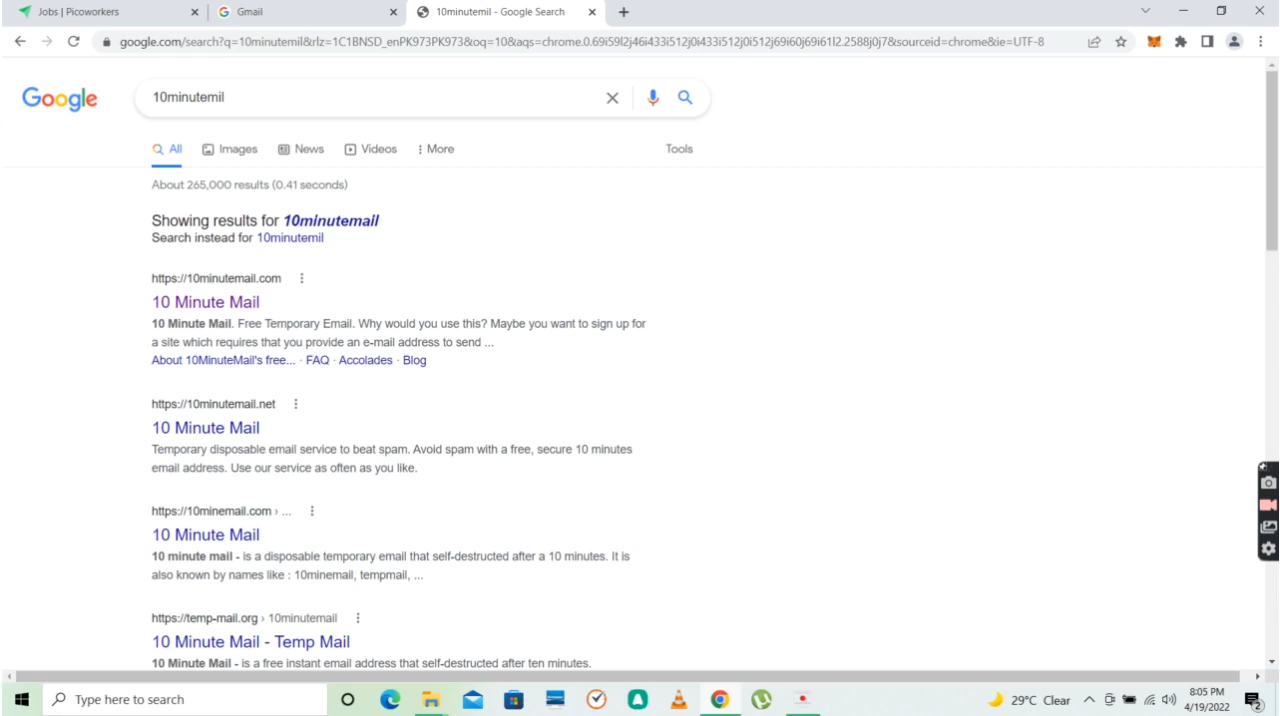 Jobs | Picoworkers
Gmail
10minutemil - Google Search
google.com/search?q=10minutemil&rlz=1C1BNSD_enPK973PK973&oq=10&aqs=chrome.0.69i59l2j46i433i512j0i433i512j0i512j69i60j69i61l2.2588j0j7&sourceid=chrome&ie=UTF-8
Google
10minutemil
All
Images
News
Videos
More
Tools
About 265,000 results (0.41 seconds)
Showing results for 10minutemail
Search instead for 10minutemil
https://10minutemail.com
10 Minute Mail
10 Minute Mail. Free Temporary Email. Why would you use this? Maybe you want to sign up for
a site which requires that you provide an e-mail address to send ...
About 10MinuteMail's free... · FAQ · Accolades · Blog
https://10minutemail.net
10 Minute Mail
Temporary disposable email service to beat spam. Avoid spam with a free, secure 10 minutes
email address. Use our service as often as you like.
https://10minemail.com › ...
10 Minute Mail
10 minute mail - is a disposable temporary email that self-destructed after a 10 minutes. It is
also known by names like : 10minemail, tempmail, ...
https://temp-mail.org › 10minutemail
10 Minute Mail - Temp Mail
10 Minute Mail - is a free instant email address that self-destructed after ten minutes.
Type here to search
29°C Clear
8:05 PM
4/19/2022
2